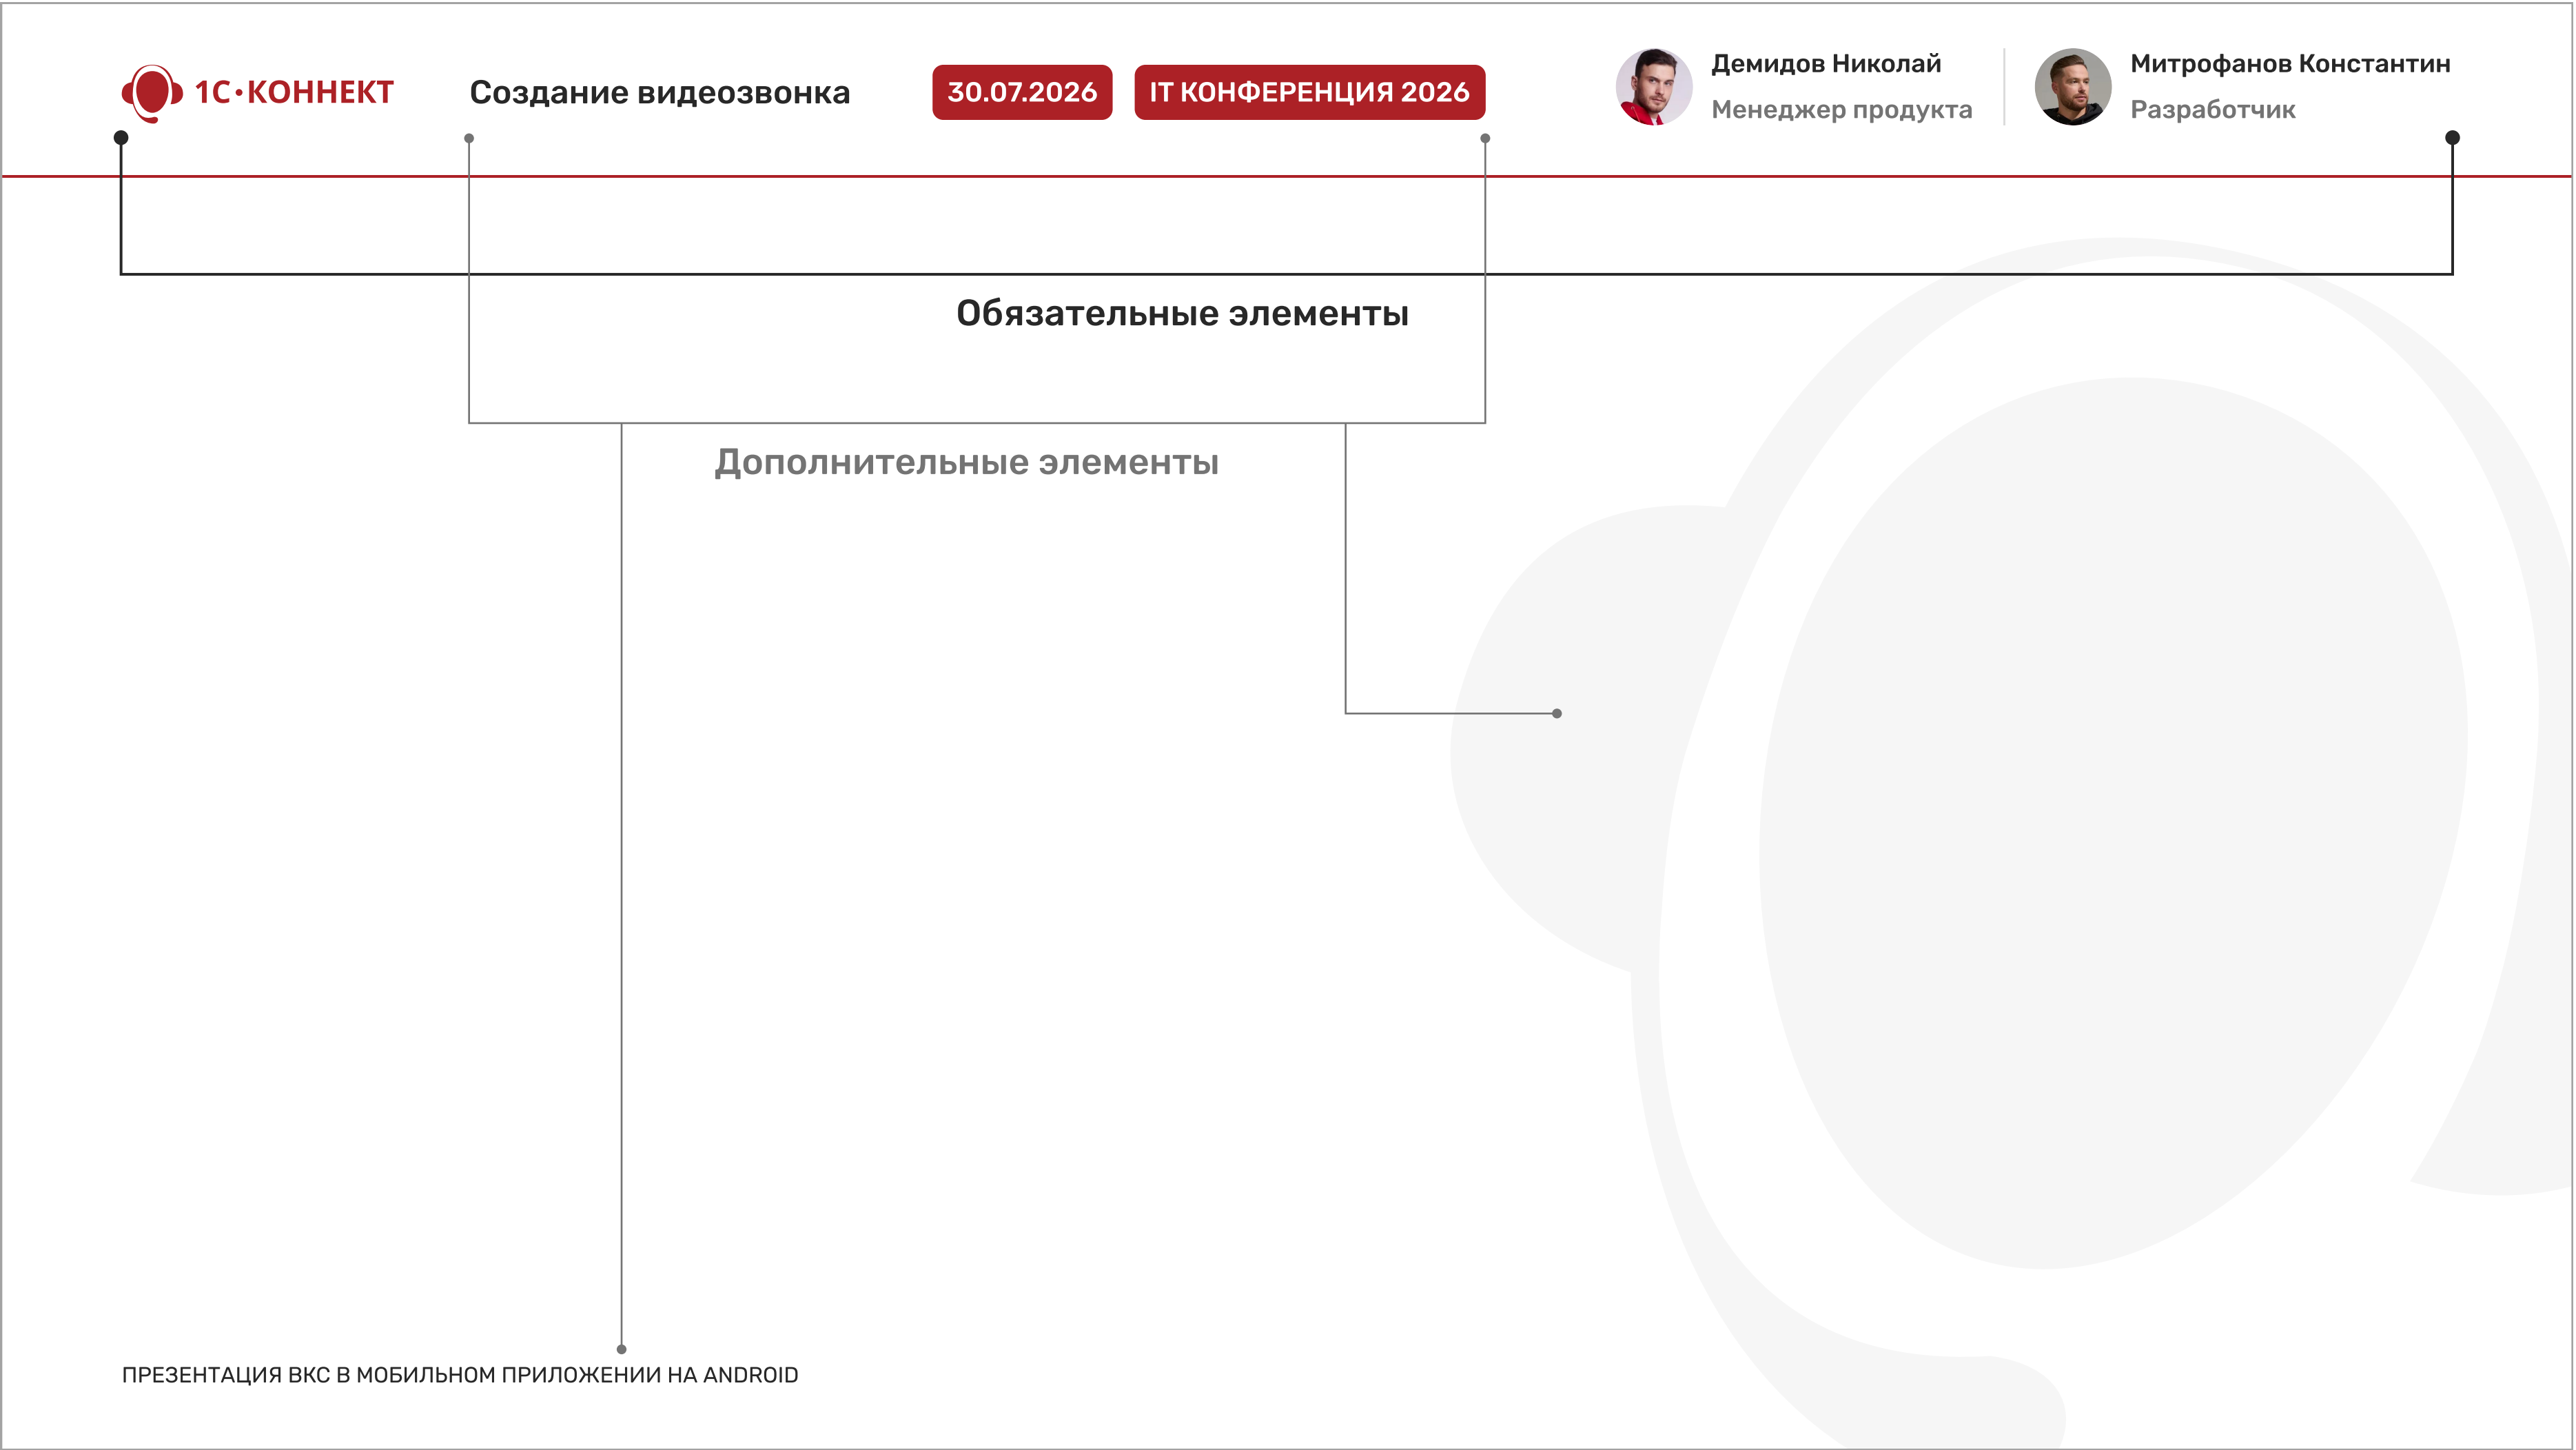 1С·КОННЕКТ
Создание видеозвонка
30.07.2026
IT КОНФЕРЕНЦИЯ 2026
Демидов Николай
Менеджер продукта
Митрофанов Константин
Разработчик
Обязательные элементы
Дополнительные элементы
ПРЕЗЕНТАЦИЯ ВКС В МОБИЛЬНОМ ПРИЛОЖЕНИИ НА ANDROID